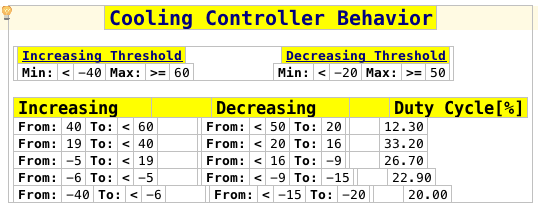 Cooling Controller Behavior
Increasing Threshold Decreasing Threshold
Min: < −40 Max: >= 60 Min: < −20 Max: >= 50
Increasing Decreasing Duty Cycle[%]
From: 40 To: < 60 From: < 50 To: 20 12.30
From: 19 To: < 40 From: < 20 To: 16 33.20
From: −5 To: < 19 From: < 16 To: −9 26.70
From: −6 To: < −5 From: < −9 To: −15 22.90
From: −40 To: < −6 From: < −15 To: −20 20.00